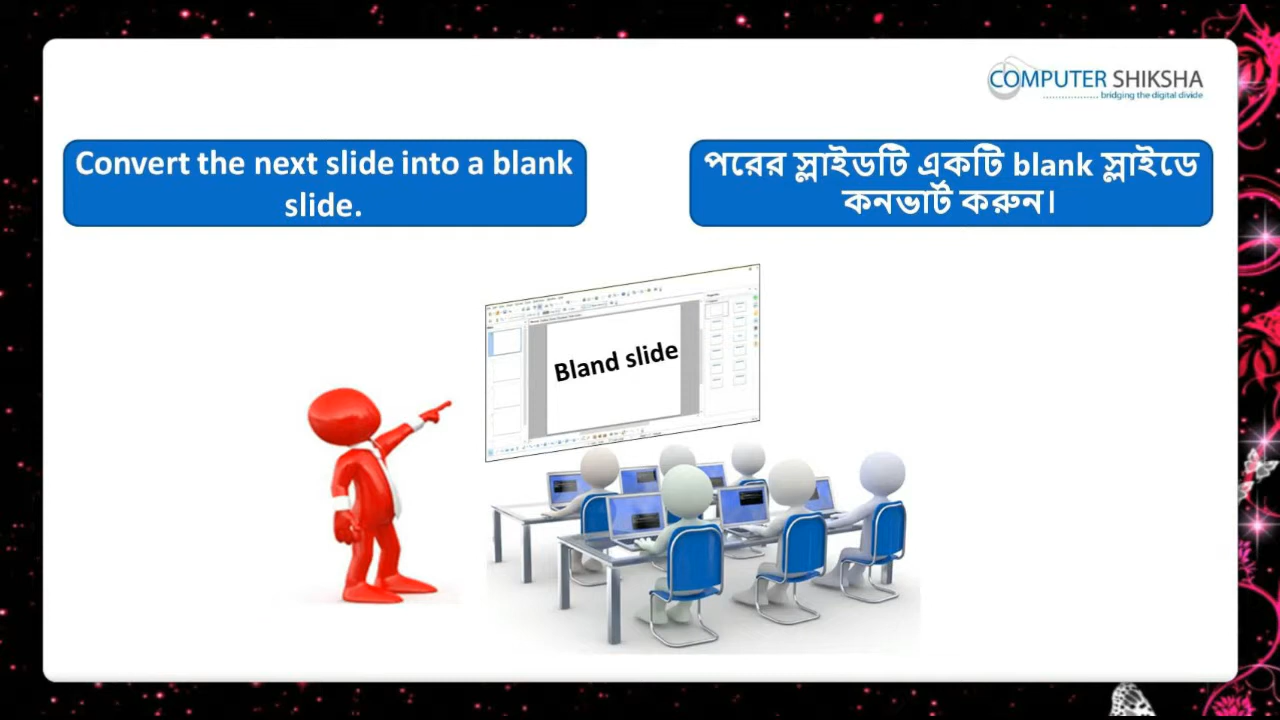 COMPUTER SHIKSHA
bridging the digital divide
Convert the next slide into a blank
slide.
পরের স্লাইডটি একটি blank স্লাইডে
কনভার্ট করুন।
Bland slide